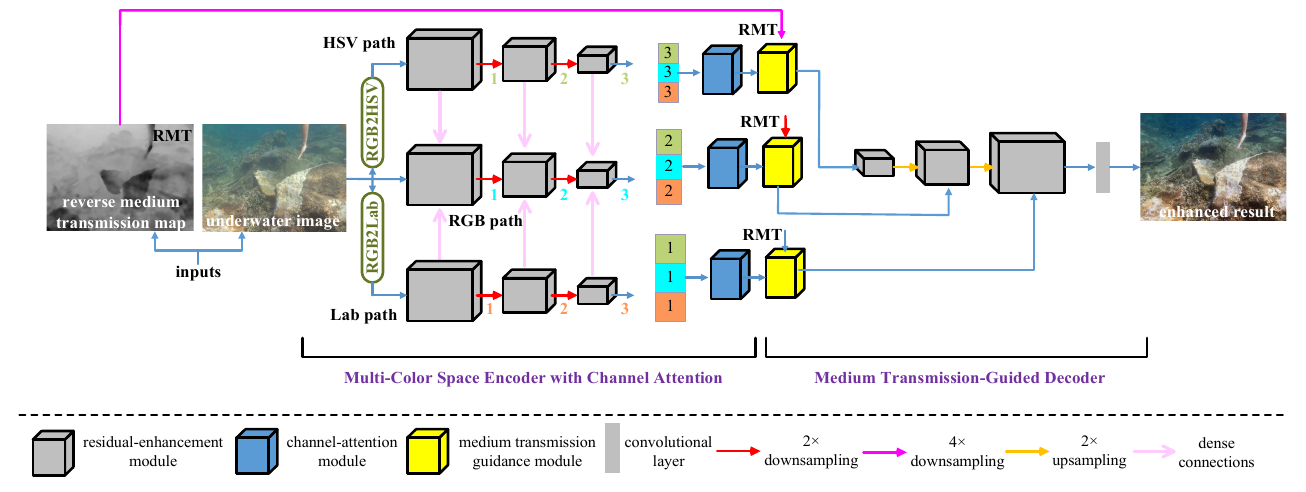 RMT
HSV path
RGB2HSV
1
2
3
3
3
3
RMT
reverse medium
transmission map
underwater image
inputs
1
2
3
RGB path
2
2
2
RMT
enhanced result
RGB2Lab
Lab path
1
2
3
1
1
1
RMT
Multi-Color Space Encoder with Channel Attention
Medium Transmission-Guided Decoder
residual-enhancement
module
channel-attention
module
medium transmission
guidance module
convolutional
layer
2×
downsampling
4×
downsampling
2×
upsampling
dense
connections